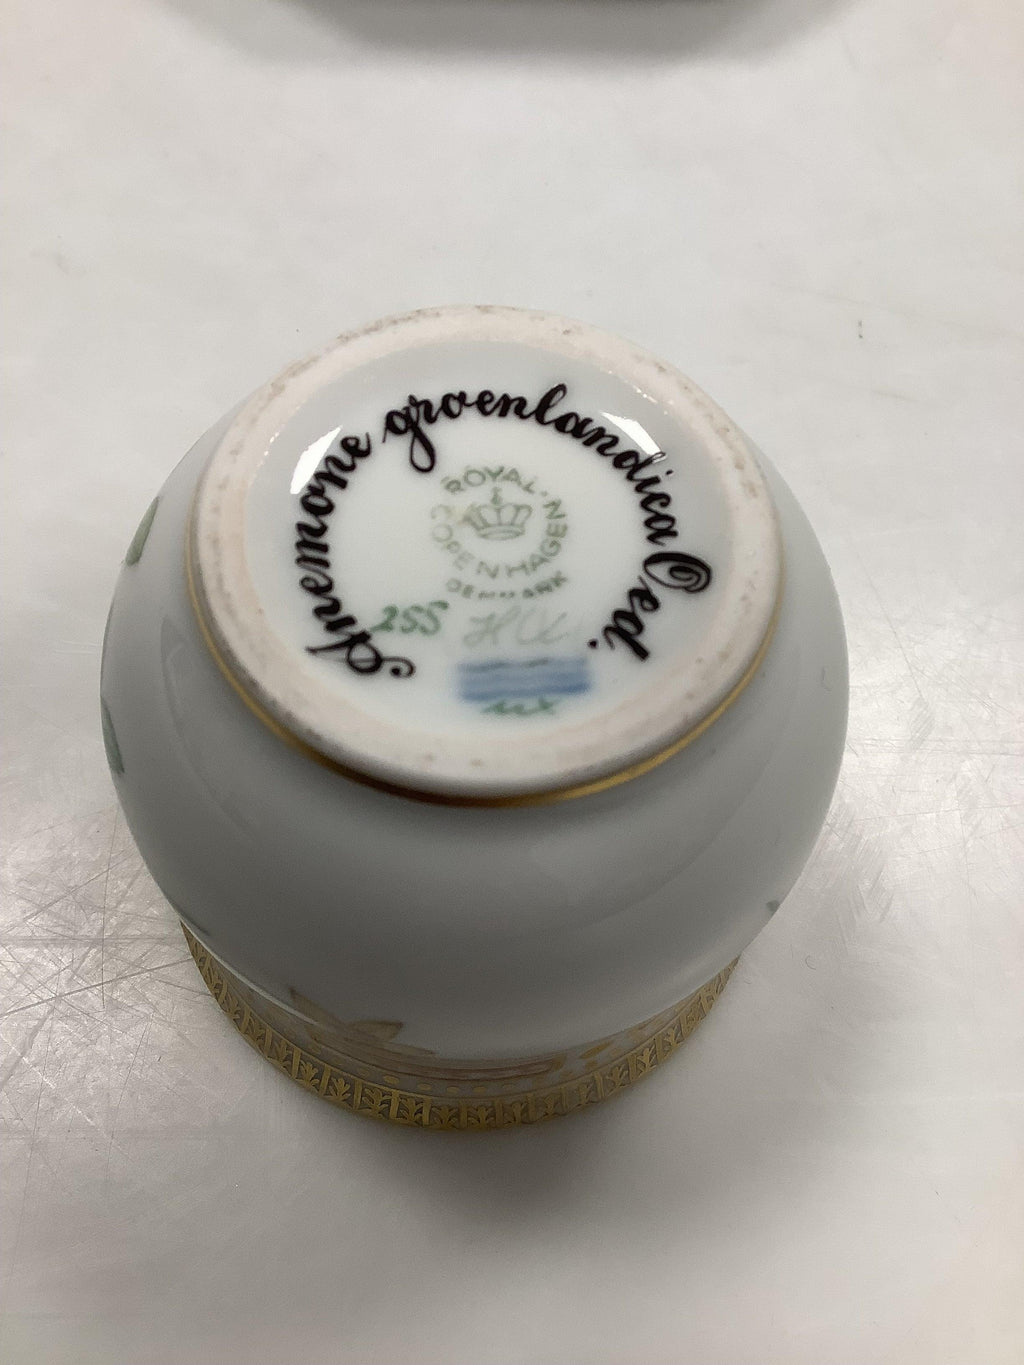 Anemone groenlandica Oed.
ROYAL COPENHAGEN
DENMARK
255